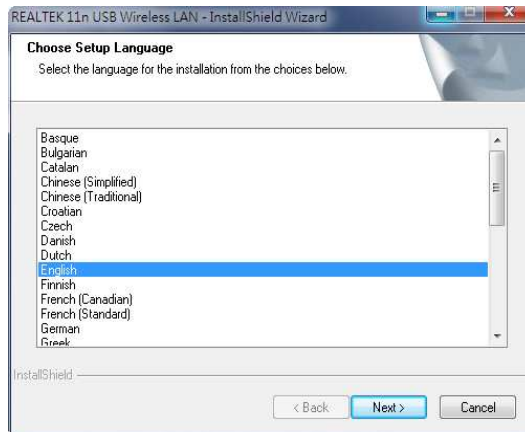 REALTEK 11n USB Wireless LAN - InstallShield Wizard
Choose Setup Language
Select the language for the installation from the choices below.
Basque
Bulgarian
Catalan
Chinese (Simplified)
Chinese (Traditional)
Croatian
Czech
Danish
Dutch
English
Finnish
French (Canadian)
French (Standard)
German
Greek
InstallShield
< Back
Next >
Cancel